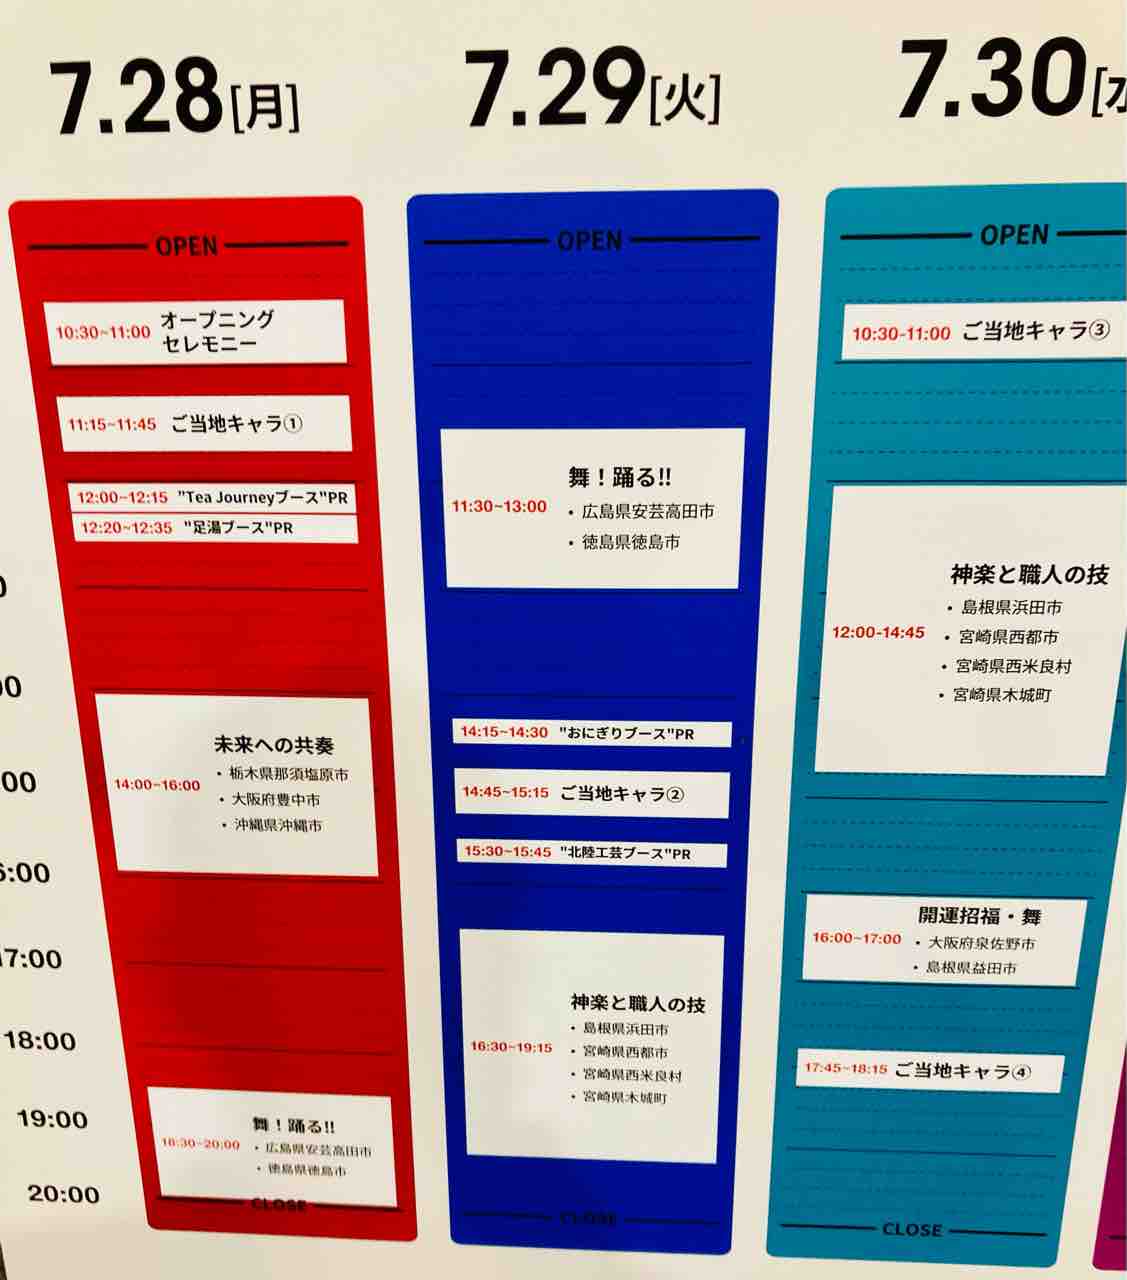 7.28[月]
OPEN
10:30~11:00 オープニング
セレモニー
11:15~11:45 ご当地キャラ①
12:00~12:15 "Tea Journeyブース"PR
12:20~12:35 "足湯ブース"PR
14:00~16:00 未来への共奏
・栃木県那須塩原市
・大阪府豊中市
・沖縄県沖縄市
18:30~20:00 舞！踊る!!
・広島県安芸高田市
・徳島県徳島市
CLOSE
7.29[火]
OPEN
11:30~13:00 舞！踊る!!
・広島県安芸高田市
・徳島県徳島市
14:15~14:30 "おにぎりブース"PR
14:45~15:15 ご当地キャラ②
15:30~15:45 "北陸工芸ブース"PR
16:30~19:15 神楽と職人の技
・島根県浜田市
・宮崎県西都市
・宮崎県西米良村
・宮崎県木城町
CLOSE
7.30[水
OPEN
10:30-11:00 ご当地キャラ③
12:00-14:45 神楽と職人の技
・島根県浜田市
・宮崎県西都市
・宮崎県西米良村
・宮崎県木城町
16:00~17:00 開運招福・舞
・大阪府泉佐野市
・島根県益田市
17:45~18:15 ご当地キャラ④
CLOSE
17:00
18:00
19:00
20:00